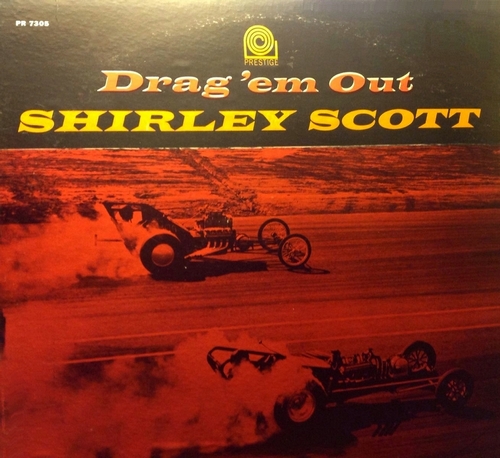 PR 7305
PRESTIGE
Drag 'em Out
SHIRLEY SCOTT